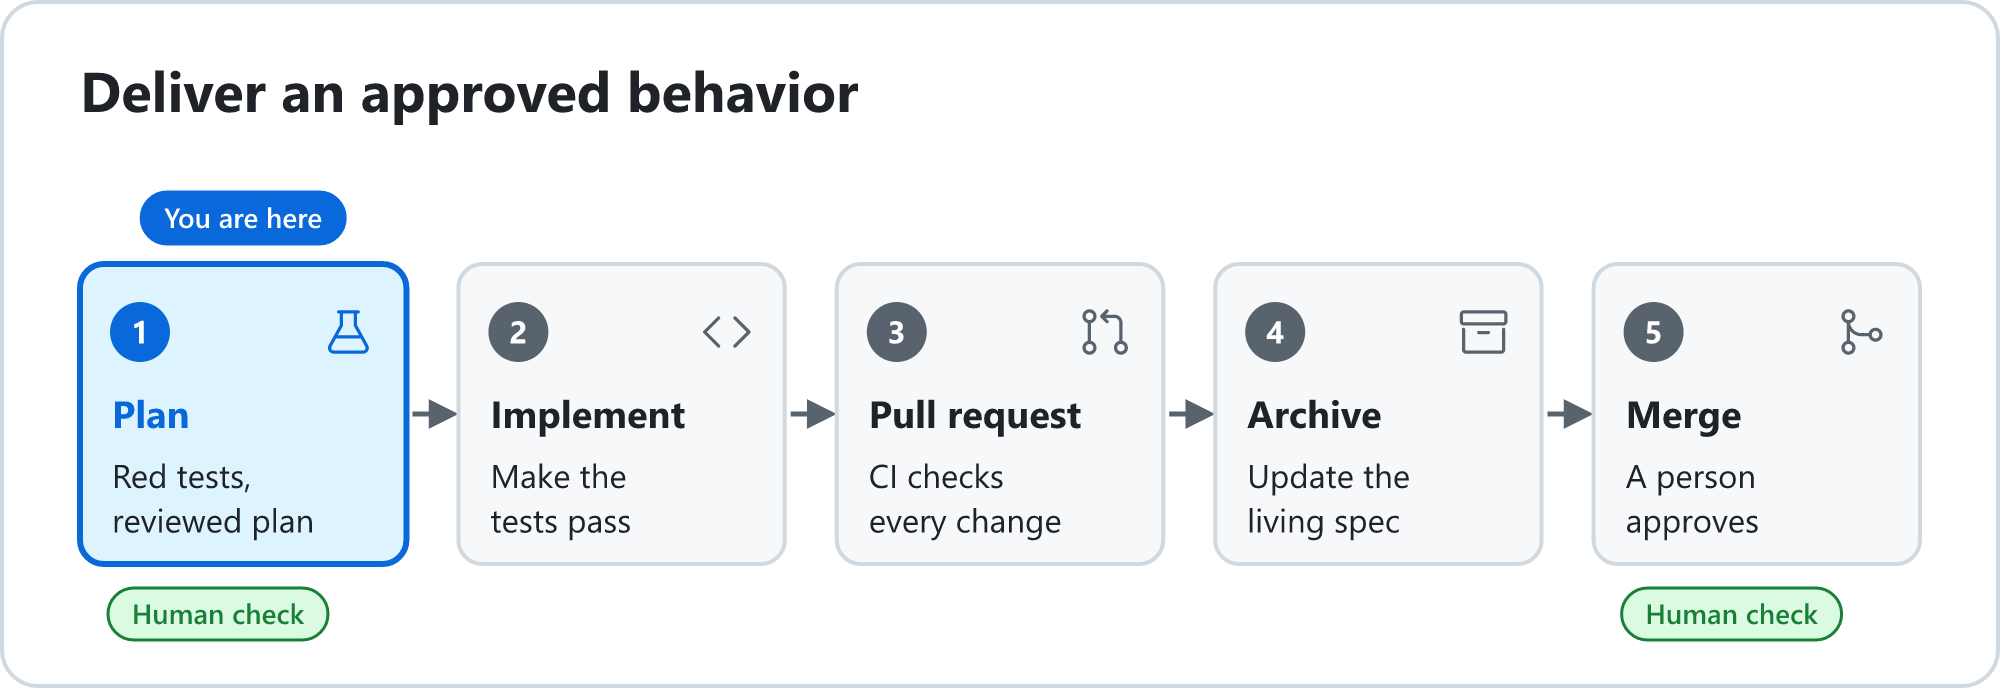 Deliver an approved behavior
You are here
1
Plan
Red tests,
reviewed plan
Human check
2
Implement
Make the
tests pass
3
Pull request
CI checks
every change
4
Archive
Update the
living spec
5
Merge
A person
approves
Human check